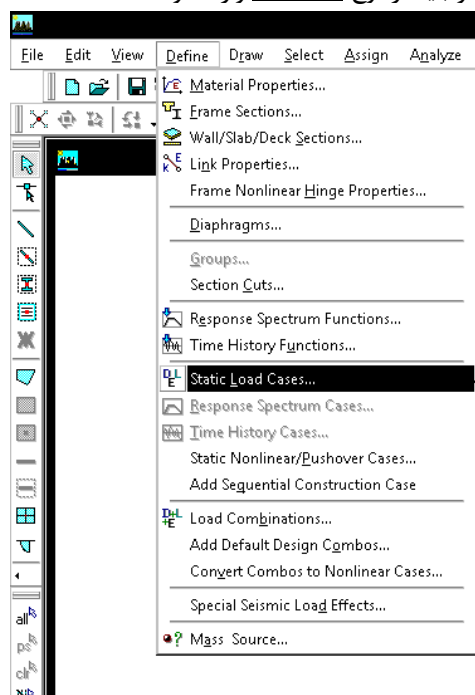 File Edit View Define Draw Select Assign Analyze
Material Properties...
Frame Sections...
Wall/Slab/Deck Sections...
Link Properties...
Frame Nonlinear Hinge Properties...
Diaphragms...
Groups...
Section Cuts...
Response Spectrum Functions...
Time History Functions...
Static Load Cases...
Response Spectrum Cases...
Time History Cases...
Static Nonlinear/Pushover Cases...
Add Sequential Construction Case
Load Combinations...
Add Default Design Combos...
Convert Combos to Nonlinear Cases...
Special Seismic Load Effects...
Mass Source...
all
ps
clr